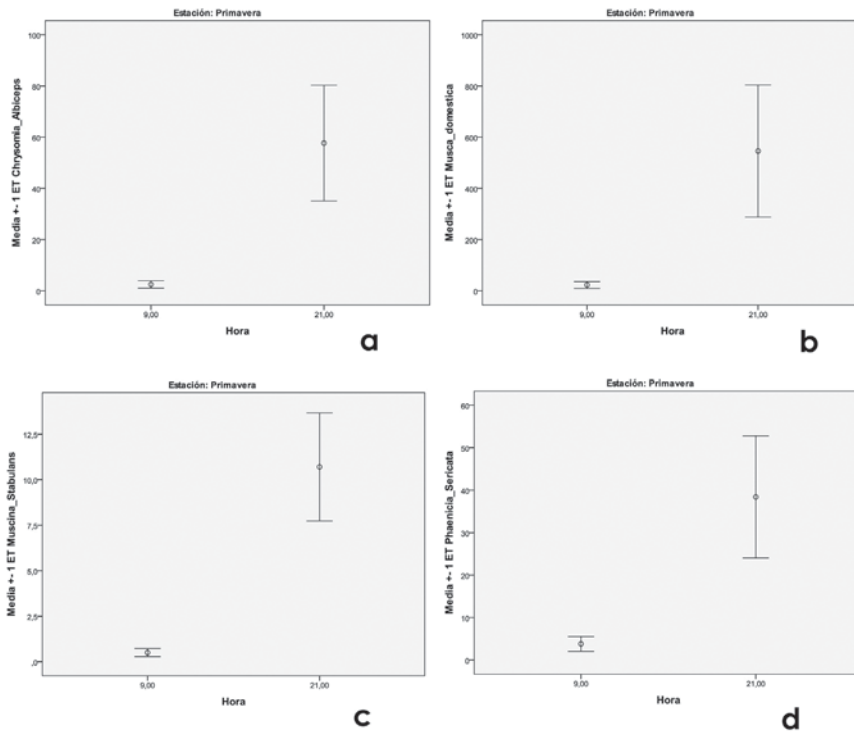 Estación: Primavera
Media +- 1 ET Chrysomia_Albiceps
100
80
60
40
20
0
9,00
21,00
Hora
a
Estación: Primavera
Media +- 1 ET Musca_domestica
1000
800
600
400
200
0
9,00
21,00
Hora
b
Estación: Primavera
Media +- 1 ET Muscina_Stabulans
12,5
10,0
7,5
5,0
2,5
,0
9,00
21,00
Hora
c
Estación: Primavera
Media +- 1 ET Phaenicia_Sericata
60
50
40
30
20
10
0
9,00
21,00
Hora
d